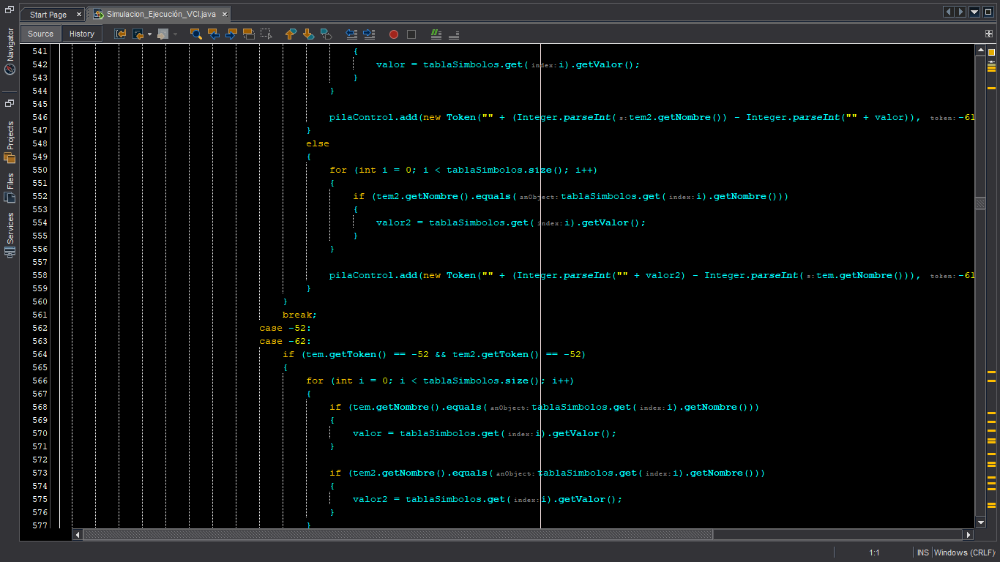 Start Page
Simulacion_Ejecución_VCI.java
Source History
Navigator
Projects
Files
Services
541 {
542 valor = tablaSimbolos.get( index: i).getValor();
543 }
544 }
545
546 pilaControl.add(new Token("" + (Integer.parseInt( s: tem2.getNombre()) - Integer.parseInt("" + valor)), token: -61
547 }
548 else
549 {
550 for (int i = 0; i < tablaSimbolos.size(); i++)
551 {
552 if (tem2.getNombre().equals( anObject: tablaSimbolos.get( index: i).getNombre()))
553 {
554 valor2 = tablaSimbolos.get( index: i).getValor();
555 }
556 }
557
558 pilaControl.add(new Token("" + (Integer.parseInt("" + valor2) - Integer.parseInt( s: tem.getNombre())), token: -61
559 }
560 }
561 break;
562 case -52:
563 case -62:
564 if (tem.getToken() == -52 && tem2.getToken() == -52)
565 {
566 for (int i = 0; i < tablaSimbolos.size(); i++)
567 {
568 if (tem.getNombre().equals( anObject: tablaSimbolos.get( index: i).getNombre()))
569 {
570 valor = tablaSimbolos.get( index: i).getValor();
571 }
572
573 if (tem2.getNombre().equals( anObject: tablaSimbolos.get( index: i).getNombre()))
574 {
575 valor2 = tablaSimbolos.get( index: i).getValor();
576 }
577 }
1:1 INS Windows (CRLF)